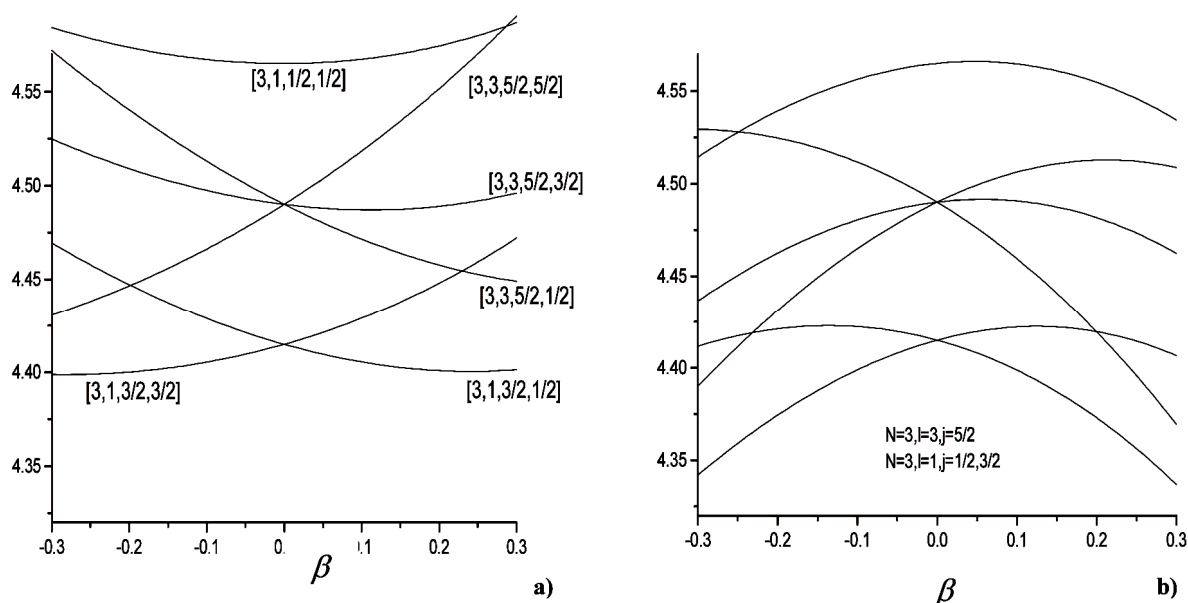 4.55
4.50
4.45
4.40
4.35
[3,1,1/2,1/2]
[3,3,5/2,5/2]
[3,3,5/2,3/2]
[3,3,5/2,1/2]
[3,1,3/2,3/2]
[3,1,3/2,1/2]
-0.3 -0.2 -0.1 0. 0.1 0.2 0.3
β
a)
4.55
4.50
4.45
4.40
4.35
N=3,l=3,j=5/2
N=3,l=1,j=1/2,3/2
-0.3 -0.2 -0.1 0.0 0.1 0.2 0.3
β
b)